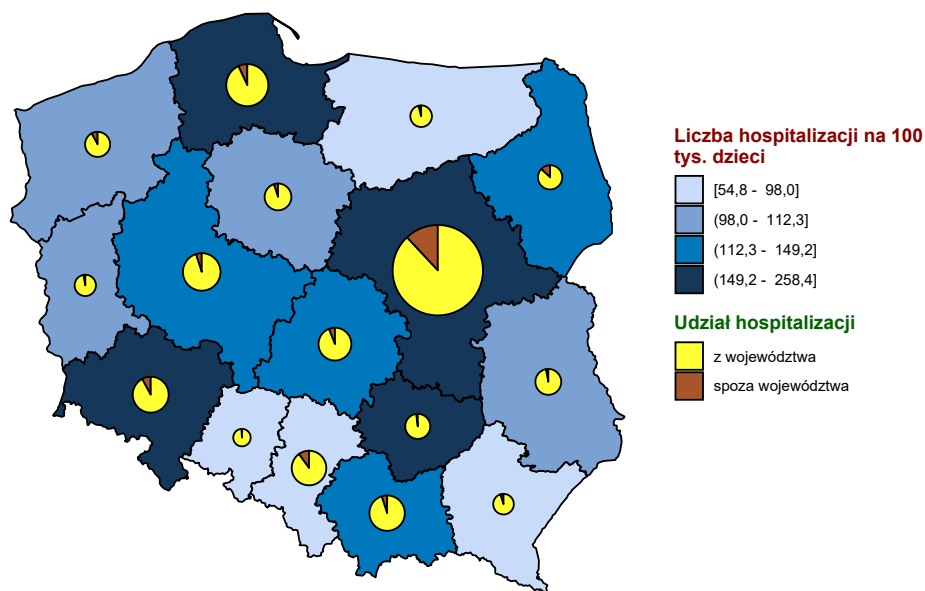 Liczba hospitalizacji na 100
tys. dzieci
[54,8 - 98,0]
(98,0 - 112,3]
(112,3 - 149,2]
(149,2 - 258,4]
Udział hospitalizacji
z województwa
spoza województwa